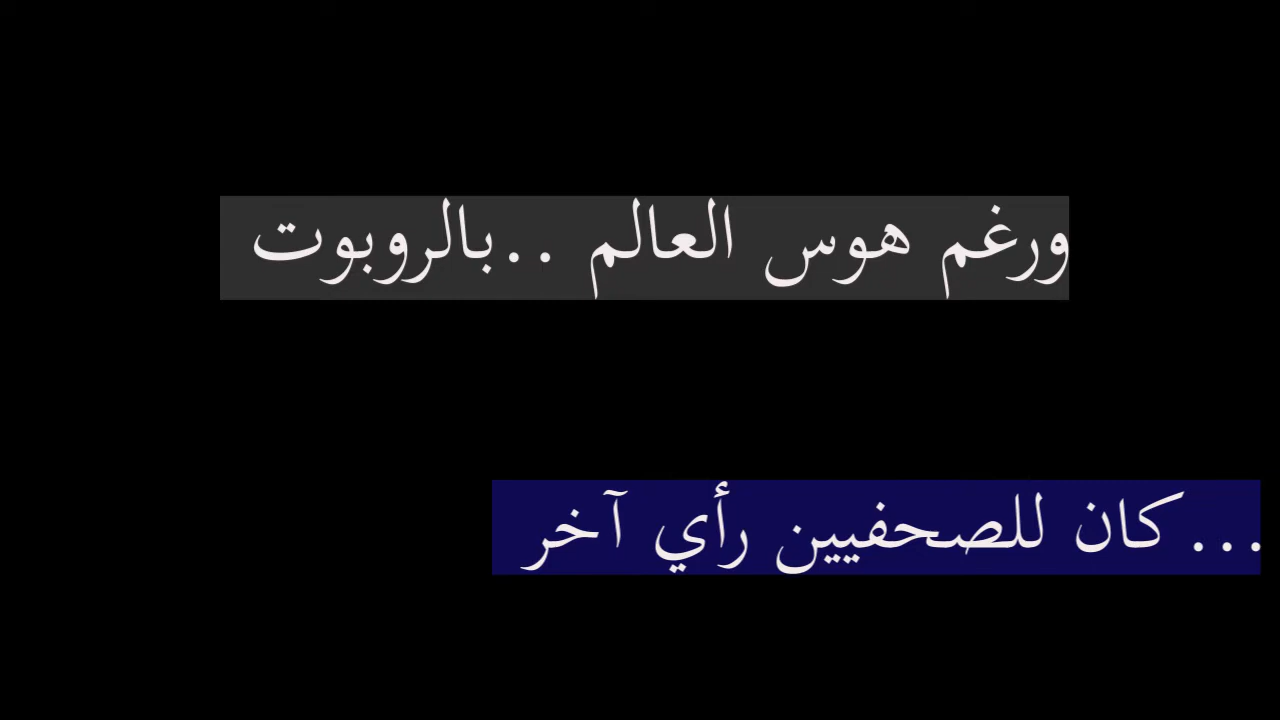 ورغم هوس العالم ..بالروبوت
...كان للصحفيين رأي آخر